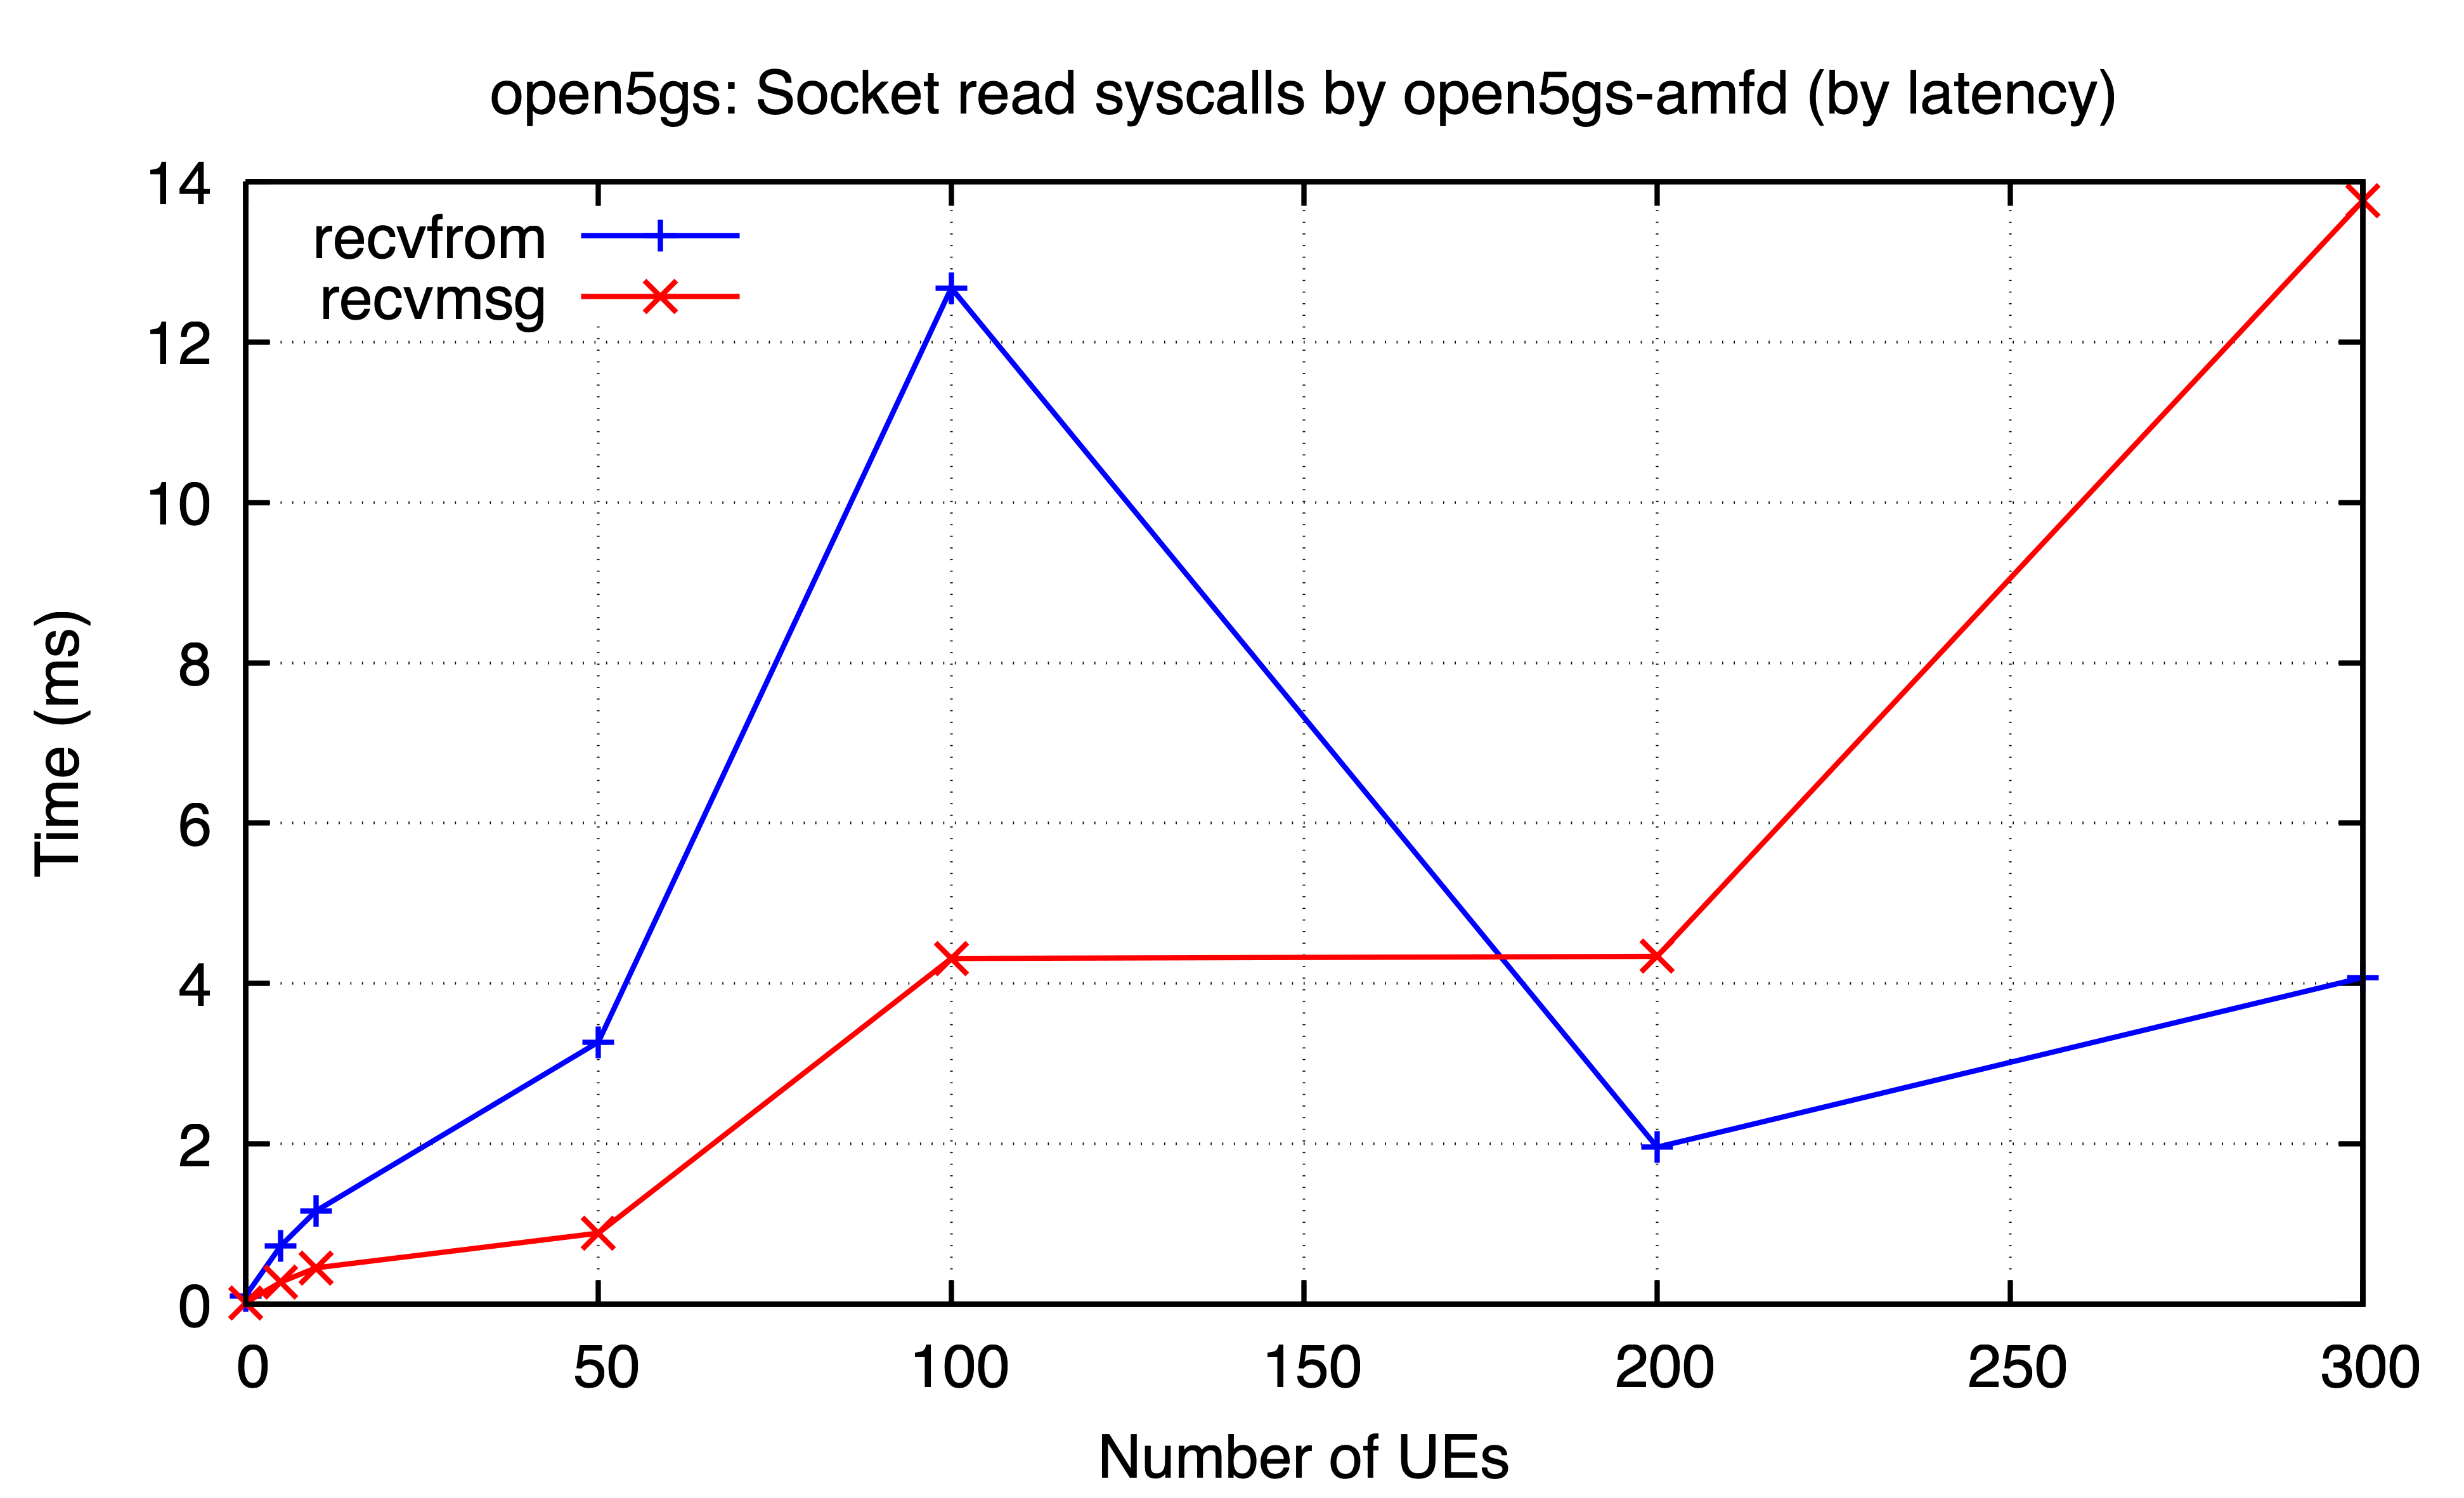 open5gs: Socket read syscalls by open5gs-amfd (by latency)
recvfrom
recvmsg
14
12
10
8
6
4
2
0
Time (ms)
0 50 100 150 200 250 300
Number of UEs